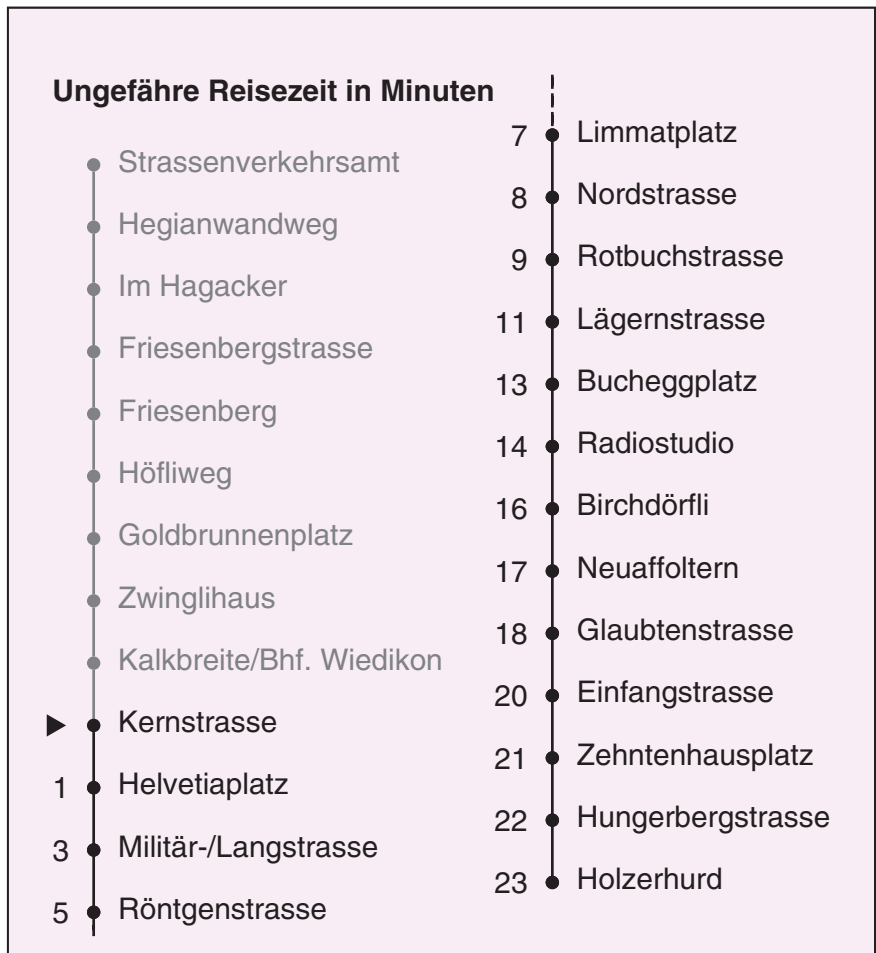 Ungefähre Reisezeit in Minuten
Strassenverkehrsamt
Hegianwandweg
Im Hagacker
Friesenbergstrasse
Friesenberg
Höfliweg
Goldbrunnenplatz
Zwinglihaus
Kalkbreite/Bhf. Wiedikon
Kernstrasse
1 Helvetiaplatz
3 Militär-/Langstrasse
5 Röntgenstrasse
7 Limmatplatz
8 Nordstrasse
9 Rotbuchstrasse
11 Lägernstrasse
13 Bucheggplatz
14 Radiostudio
16 Birchdörfli
17 Neuaffoltern
18 Glaubtenstrasse
20 Einfangstrasse
21 Zehntenhausplatz
22 Hungerbergstrasse
23 Holzerhurd